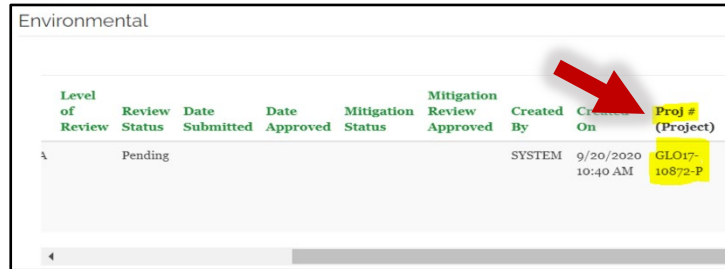 Environmental
Mitigation
Level
of Review Date Date Mitigation Review Created Created Proj #
Review Status Submitted Approved Status Approved By On (Project)
A Pending SYSTEM 9/20/2020 GLO17-
10:40 AM 10872-P